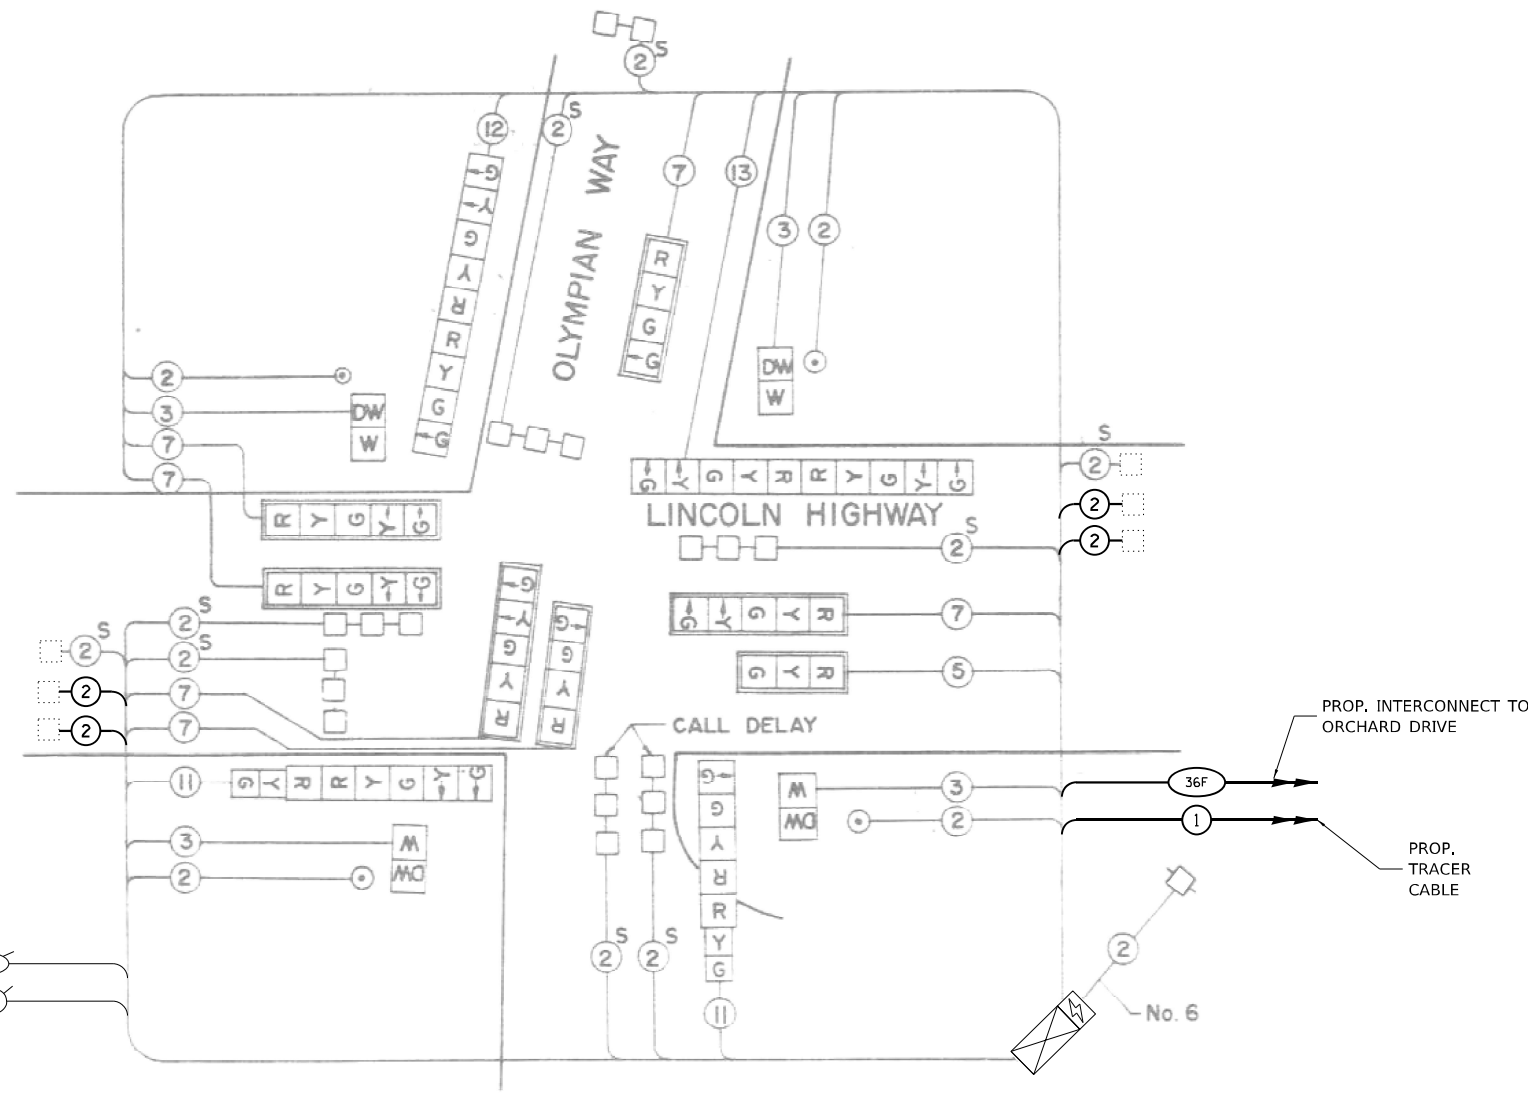 2 S
12
2 S
7
13
3
2
OLYMPIAN WAY
G
Y
G
Y
R
R
Y
G
G
R
Y
G
G
DW
W
2
3
7
7
DW
W
S
2
2
2
G Y G Y R R Y G Y G
LINCOLN HIGHWAY
R Y G Y G
2 S
R Y G Y G
G Y G Y R
7
G Y R
5
G
Y
G
Y
R
G
G
Y
R
2 S
2 S
2 S
2
7
2
7
CALL DELAY
PROP. INTERCONNECT TO
ORCHARD DRIVE
11
G Y R R Y G Y G
G
G
Y
R
R
Y
G
11
W
DW
3
2
36F
1
PROP.
TRACER
CABLE
3
2
W
DW
2 S
2 S
2
No. 6